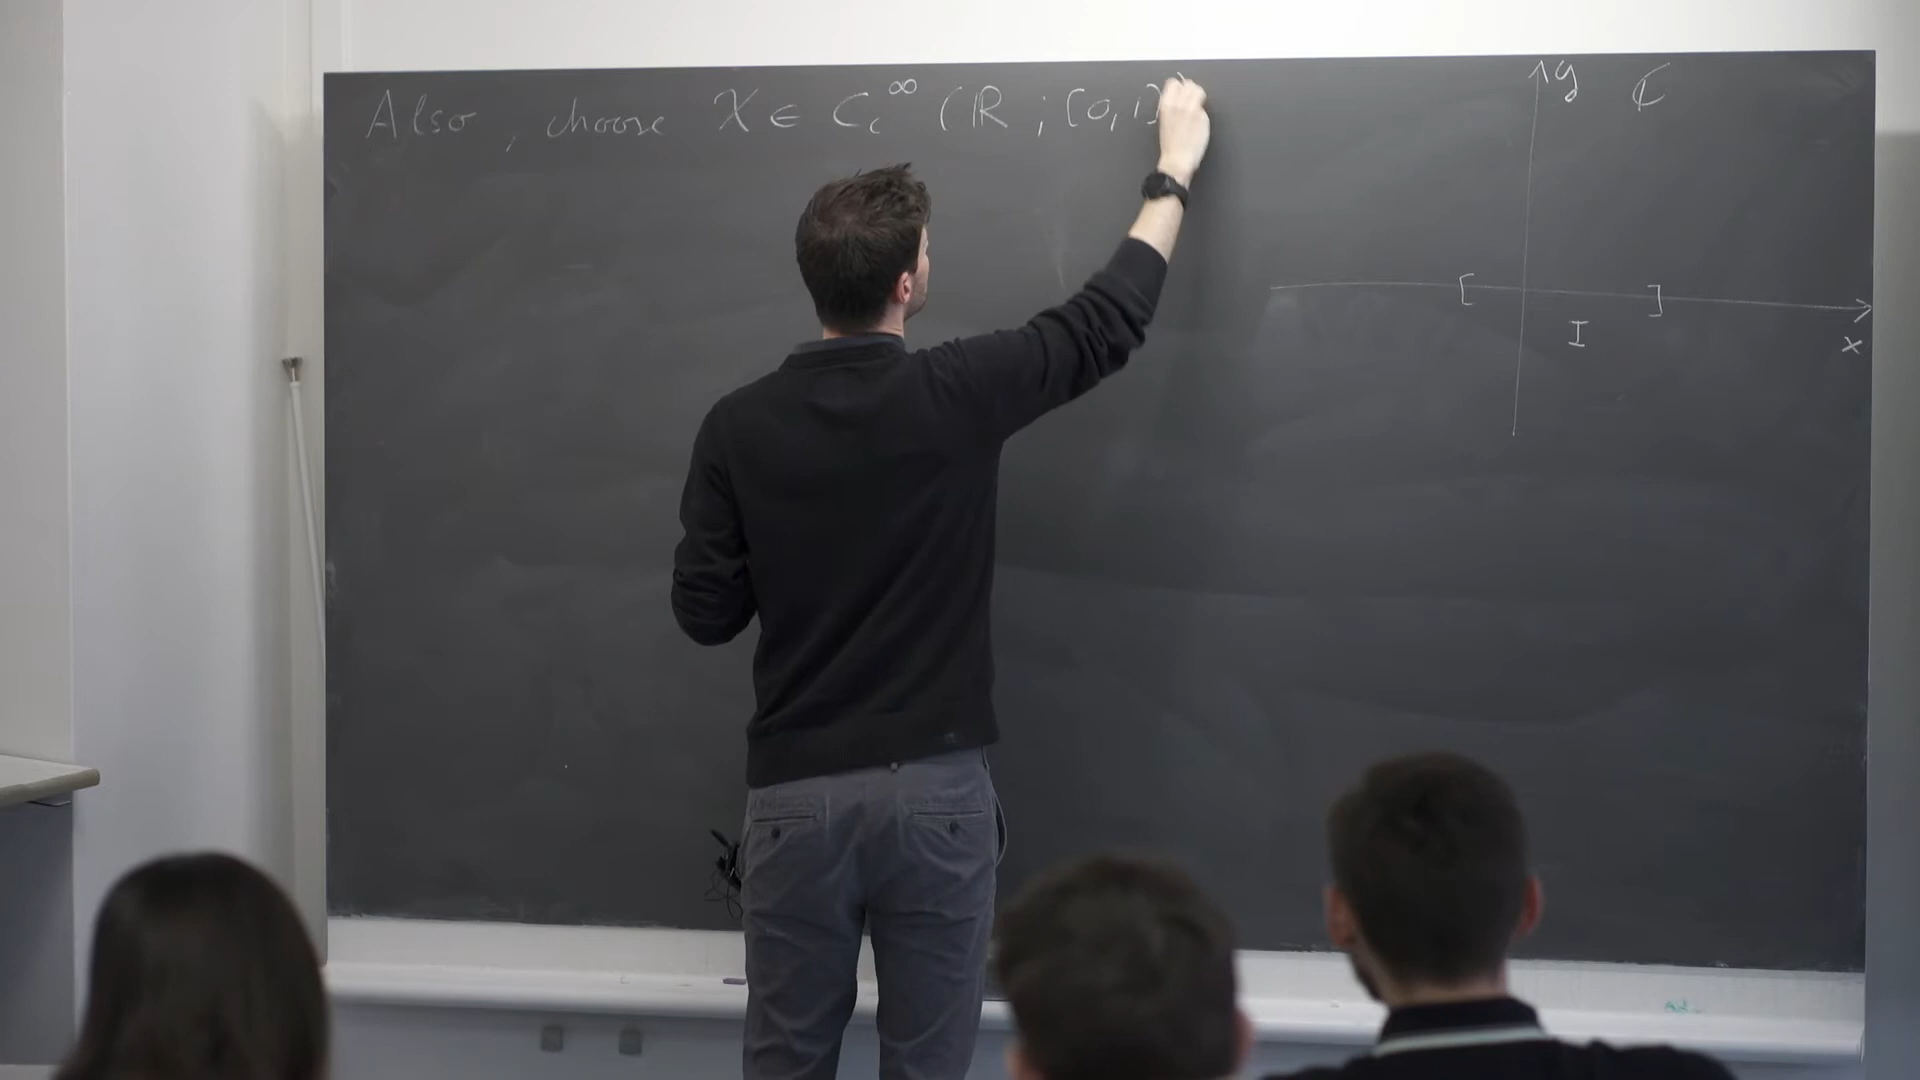 Also, choose χ ∈ C_c^∞ (ℝ ; [0,1])
y ℂ
[ ]
I
x